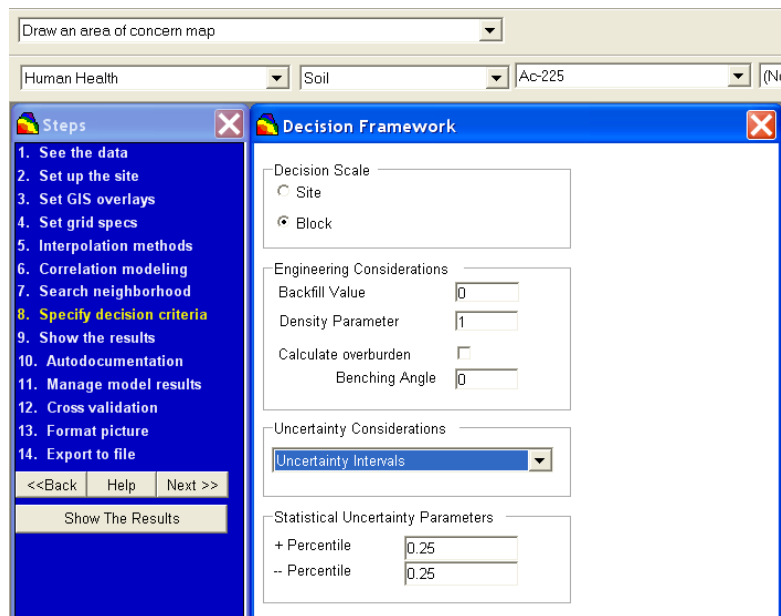 Draw an area of concern map
Human Health Soil Ac-225 (No
Steps
1. See the data
2. Set up the site
3. Set GIS overlays
4. Set grid specs
5. Interpolation methods
6. Correlation modeling
7. Search neighborhood
8. Specify decision criteria
9. Show the results
10. Autodocumentation
11. Manage model results
12. Cross validation
13. Format picture
14. Export to file
<<Back Help Next >>
Show The Results
Decision Framework
Decision Scale
Site
Block
Engineering Considerations
Backfill Value 0
Density Parameter 1
Calculate overburden
Benching Angle 0
Uncertainty Considerations
Uncertainty Intervals
Statistical Uncertainty Parameters
+ Percentile 0.25
-- Percentile 0.25